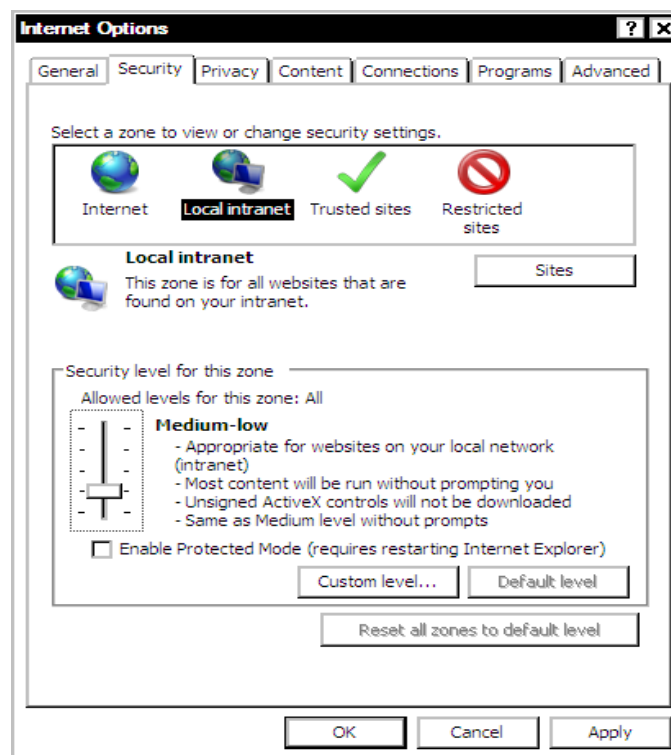 Internet Options
General Security Privacy Content Connections Programs Advanced
Select a zone to view or change security settings.
Internet Local intranet Trusted sites Restricted
sites
Local intranet
This zone is for all websites that are
found on your intranet.
Sites
Security level for this zone
Allowed levels for this zone: All
Medium-low
- Appropriate for websites on your local network
(intranet)
- Most content will be run without prompting you
- Unsigned ActiveX controls will not be downloaded
- Same as Medium level without prompts
Enable Protected Mode (requires restarting Internet Explorer)
Custom level... Default level
Reset all zones to default level
OK Cancel Apply